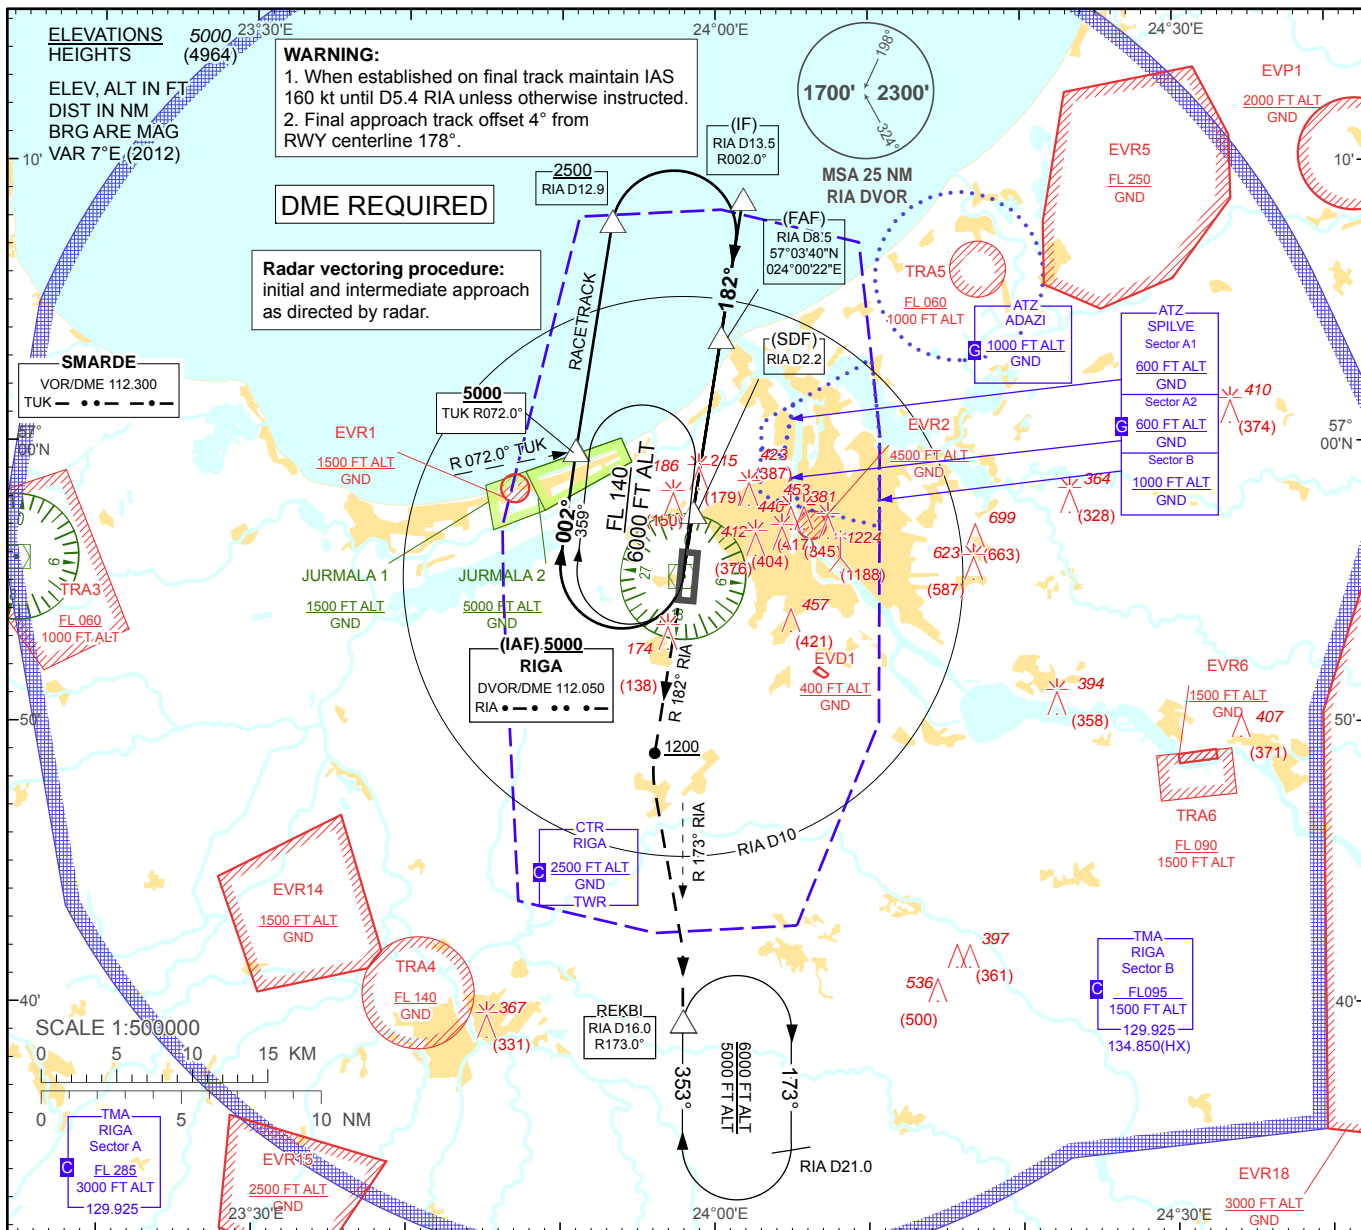 23°30'E
24°00'E
24°30'E
ELEVATIONS 5000
HEIGHTS (4964)
ELEV, ALT IN FT
DIST IN NM
BRG ARE MAG
VAR 7°E (2012)
WARNING:
1. When established on final track maintain IAS
160 kt until D5.4 RIA unless otherwise instructed.
2. Final approach track offset 4° from
RWY centerline 178°.
DME REQUIRED
Radar vectoring procedure:
initial and intermediate approach
as directed by radar.
1700' 2300'
198°
324°
MSA 25 NM
RIA DVOR
EVP1
2000 FT ALT
GND
EVR5
FL 250
GND
10'
10'
2500
RIA D12.9
(IF)
RIA D13.5
R002.0°
(FAF)
RIA D8.5
57°03'40"N
024°00'22"E
182°
RACETRACK
(SDF)
RIA D2.2
TRA5
FL 060
1000 FT ALT
ATZ
ADAZI
G
1000 FT ALT
GND
ATZ
SPILVE
Sector A1
600 FT ALT
GND
Sector A2
G
600 FT ALT
GND
Sector B
1000 FT ALT
GND
SMARDE
VOR/DME 112.300
TUK
5000
TUK R072.0°
R 072.0° TUK
57°
00'N
57°
00'N
EVR1
1500 FT ALT
GND
EVR2
4500 FT ALT
GND
410
(374)
364
(328)
699
(663)
623
(587)
186
(150)
215
(179)
423
(387)
453
(417)
440
(404)
381
(345)
412
(376)
1224
(1188)
457
(421)
174
(138)
002°
359°
FL 140
6000 FT ALT
27
9
18
0
9
TRA3
FL 060
1000 FT ALT
JURMALA 1
1500 FT ALT
GND
JURMALA 2
5000 FT ALT
GND
(IAF) 5000
RIGA
DVOR/DME 112.050
RIA
R 182° RIA
EVD1
400 FT ALT
GND
394
(358)
EVR6
1500 FT ALT
GND
407
(371)
50'
50'
1200
TRA6
FL 090
1500 FT ALT
RIA D10
R 173° RIA
CTR
RIGA
C
2500 FT ALT
GND
TWR
EVR14
1500 FT ALT
GND
TRA4
FL 140
GND
367
(331)
397
(361)
536
(500)
TMA
RIGA
Sector B
C
FL095
1500 FT ALT
129.925
134.850(HX)
40'
40'
REKBI
RIA D16.0
R173.0°
353°
6000 FT ALT
5000 FT ALT
173°
RIA D21.0
SCALE 1:500000
0 5 10 15 KM
0 5 10 NM
TMA
RIGA
Sector A
C
FL 285
3000 FT ALT
129.925
EVR15
2500 FT ALT
GND
EVR18
3000 FT ALT
GND
23°30'E
24°00'E
24°30'E